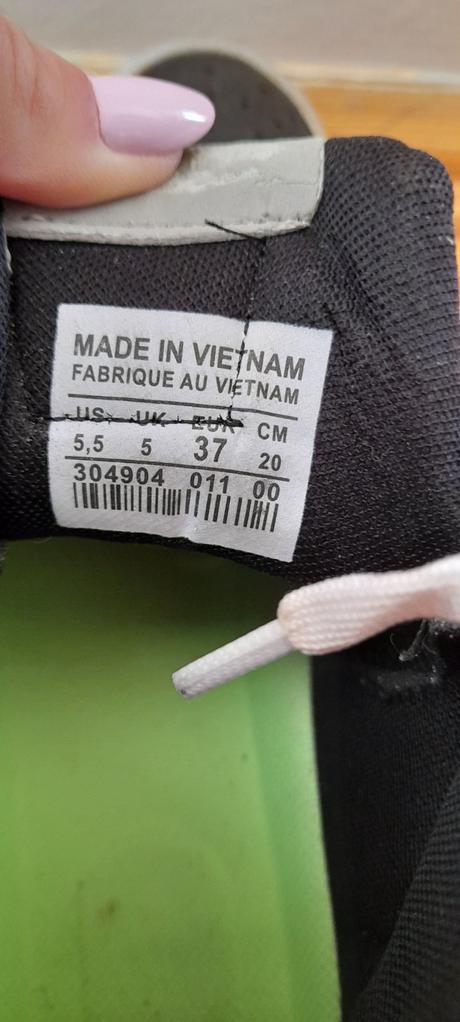 MADE IN VIETNAM
FABRIQUE AU VIETNAM
US UK EUR CM
5,5 5 37 20
304904 011 00